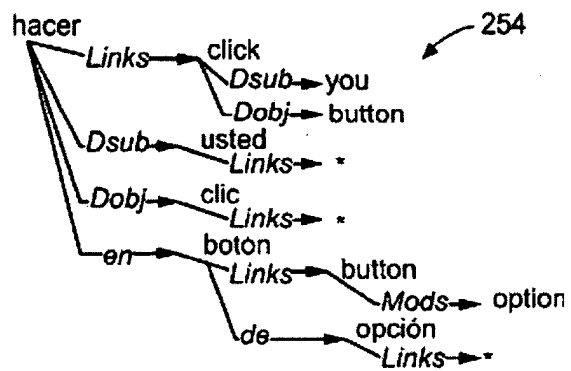 hacer
254
Links click
Dsub you
Dobj button
Dsub usted
Links *
Dobj clic
Links *
en botón
Links button
Mods option
de opción
Links *